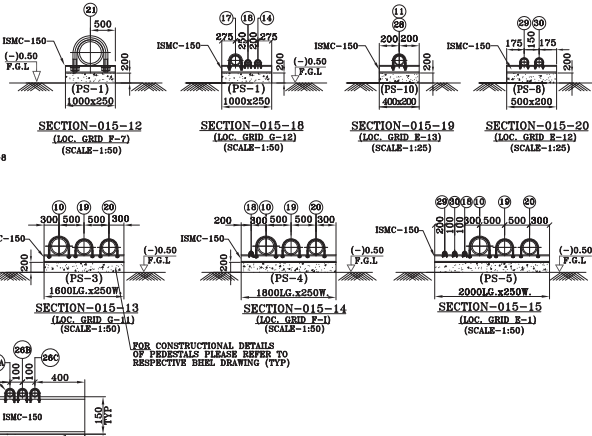 21
500
ISMC-150
(-)0.50
F.G.L
200
(PS-1)
1000x250
SECTION-015-12
(LOC. GRID F-7)
(SCALE-1:50)
17 18 14
275 250 200 275
ISMC-150
(-)0.50
F.G.L
200
(PS-1)
1000x250
SECTION-015-18
(LOC. GRID G-12)
(SCALE-1:50)
11
28
200 200
ISMC-150
200
(PS-10)
400x200
SECTION-015-19
(LOC. GRID E-13)
(SCALE-1:25)
29 30
175 150 175
ISMC-150
200
(PS-8)
500x200
SECTION-015-20
(LOC. GRID E-12)
(SCALE-1:25)
10 19 20
300 500 500 300
-150
(-)0.50
F.G.L
200
(PS-3)
1600LG.x250W.
SECTION-015-13
(LOC. GRID G-11)
(SCALE-1:50)
18 10 19 20
200 300 500 500 300
ISMC-150
(-)0.50
F.G.L
200
(PS-4)
1800LG.x250W.
SECTION-015-14
(LOC. GRID F-I)
(SCALE-1:50)
29 30 18 10 19 20
200 100 100 300 500 500 300
ISMC-150
(-)0.50
F.G.L
200
(PS-5)
2000LG.x250W.
SECTION-015-15
(LOC. GRID E-1)
(SCALE-1:50)
FOR CONSTRUCTIONAL DETAILS
OF PEDESTALS PLEASE REFER TO
RESPECTIVE BHEL DRAWING (TYP)
26B 26C
100 100 400
ISMC-150
150
TYP